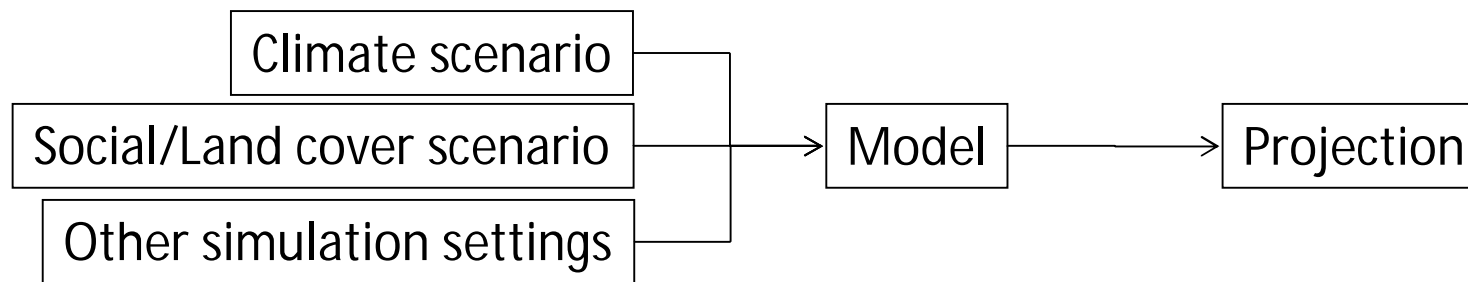 Climate scenario
Social/Land cover scenario
Other simulation settings
Model
Projection